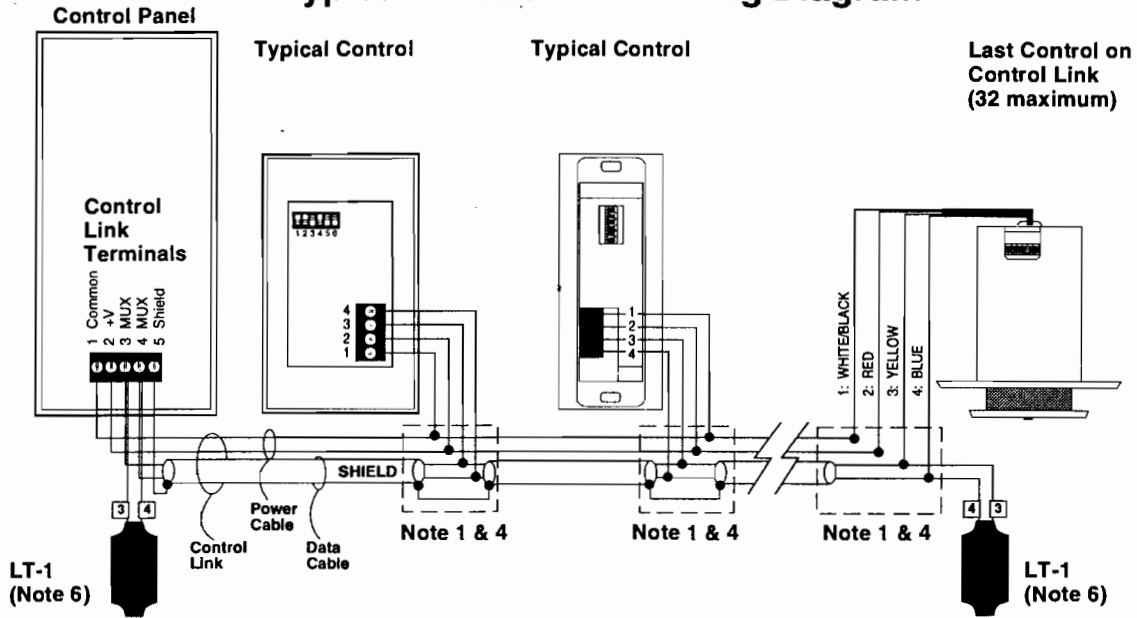 Control Panel
Typical Control
Typical Control
Last Control on
Control Link
(32 maximum)
Control
Link
Terminals
1 Common
2 +V
3 MUX
4 MUX
5 Shield
1 2 3 4 5 6
4
3
2
1
1
2
3
4
1: WHITE/BLACK
2: RED
3: YELLOW
4: BLUE
SHIELD
3 4
Power
Cable
Control
Link
Data
Cable
Note 1 & 4
Note 1 & 4
Note 1 & 4
4 3
LT-1
(Note 6)
LT-1
(Note 6)